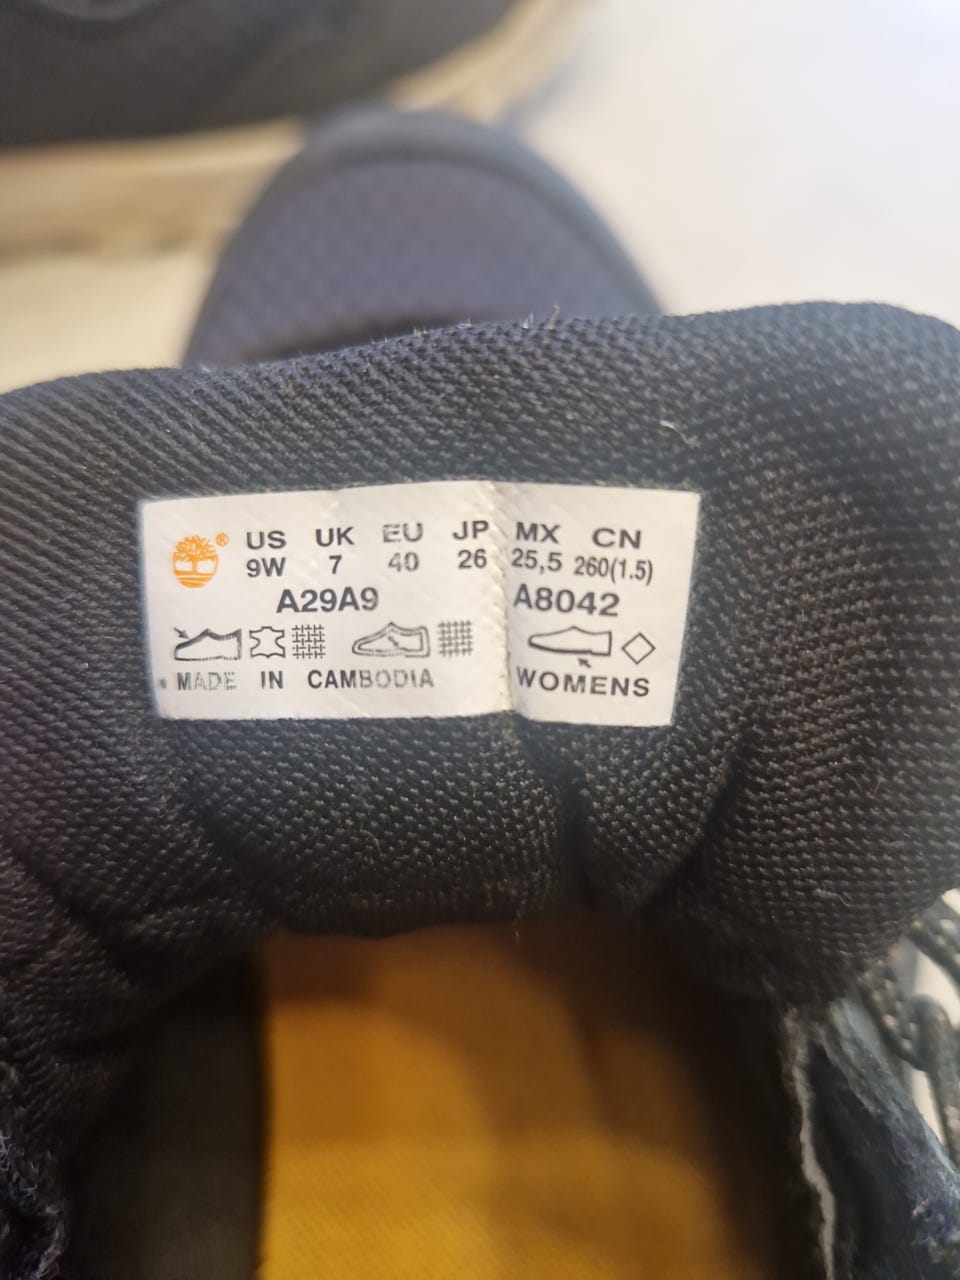 ® US UK EU JP MX CN
9W 7 40 26 25,5 260(1.5)
A29A9 A8042
MADE IN CAMBODIA WOMENS